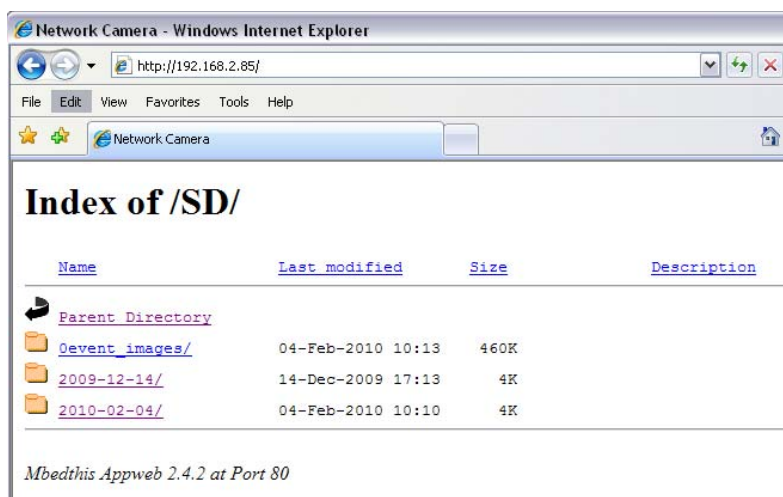 Network Camera - Windows Internet Explorer
http://192.168.2.85/
File Edit View Favorites Tools Help
Network Camera
Index of /SD/
Name Last modified Size Description
Parent Directory
0event_images/ 04-Feb-2010 10:13 460K
2009-12-14/ 14-Dec-2009 17:13 4K
2010-02-04/ 04-Feb-2010 10:10 4K
Mbedthis Appweb 2.4.2 at Port 80